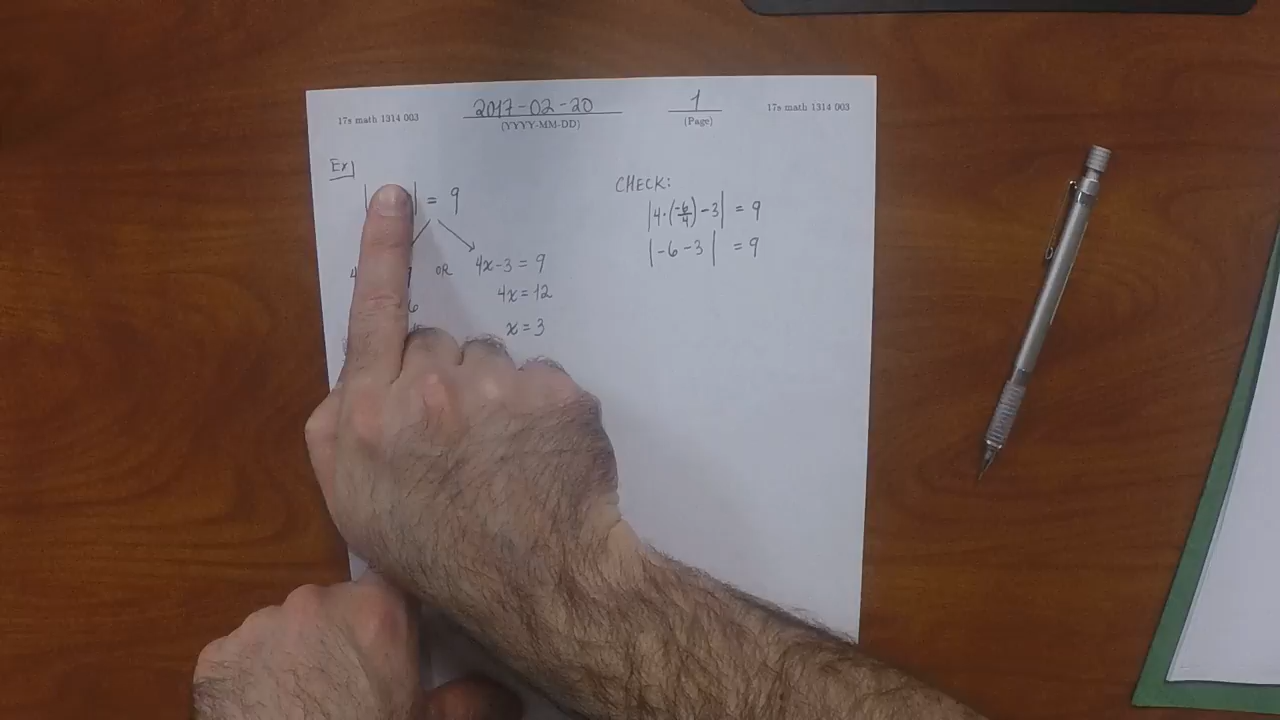 17s math 1314 003
2017-02-20
(YYYY-MM-DD)
1
(Page)
17s math 1314 003
Ex)
| | = 9
OR 4x-3 = 9
4x = 12
x = 3
CHECK:
|4·(-6/4)-3| = 9
|-6-3| = 9